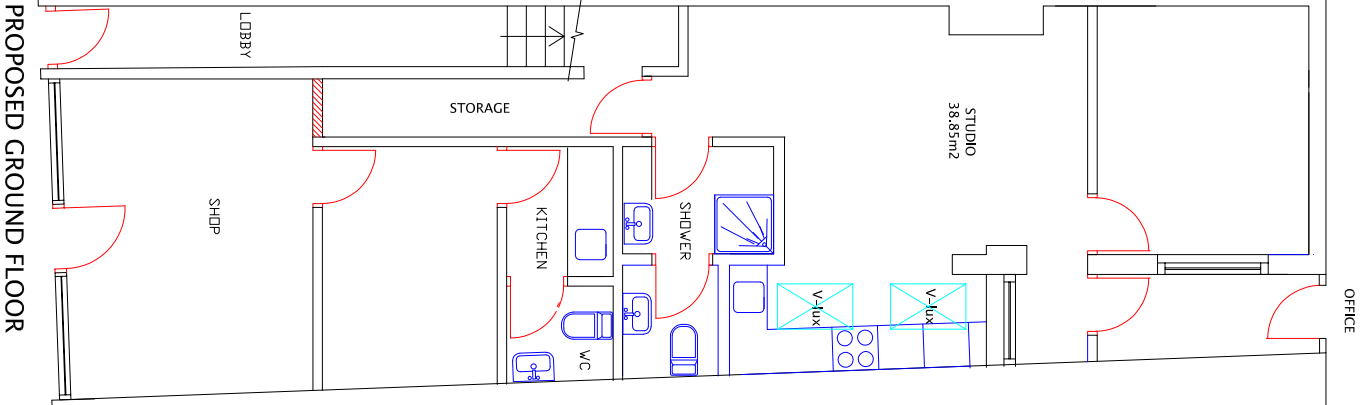 PROPOSED GROUND FLOOR
LOBBY
SHOP
STORAGE
KITCHEN
WC
SHOWER
V-lux
V-lux
STUDIO
38.85m2
OFFICE